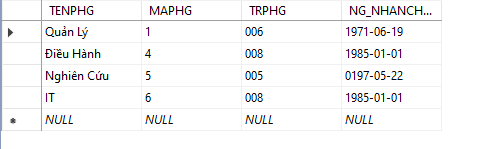 TENPHG MAPHG TRPHG NG_NHANCH...
Quản Lý 1 006 1971-06-19
Điều Hành 4 008 1985-01-01
Nghiên Cứu 5 005 0197-05-22
IT 6 008 1985-01-01
NULL NULL NULL NULL